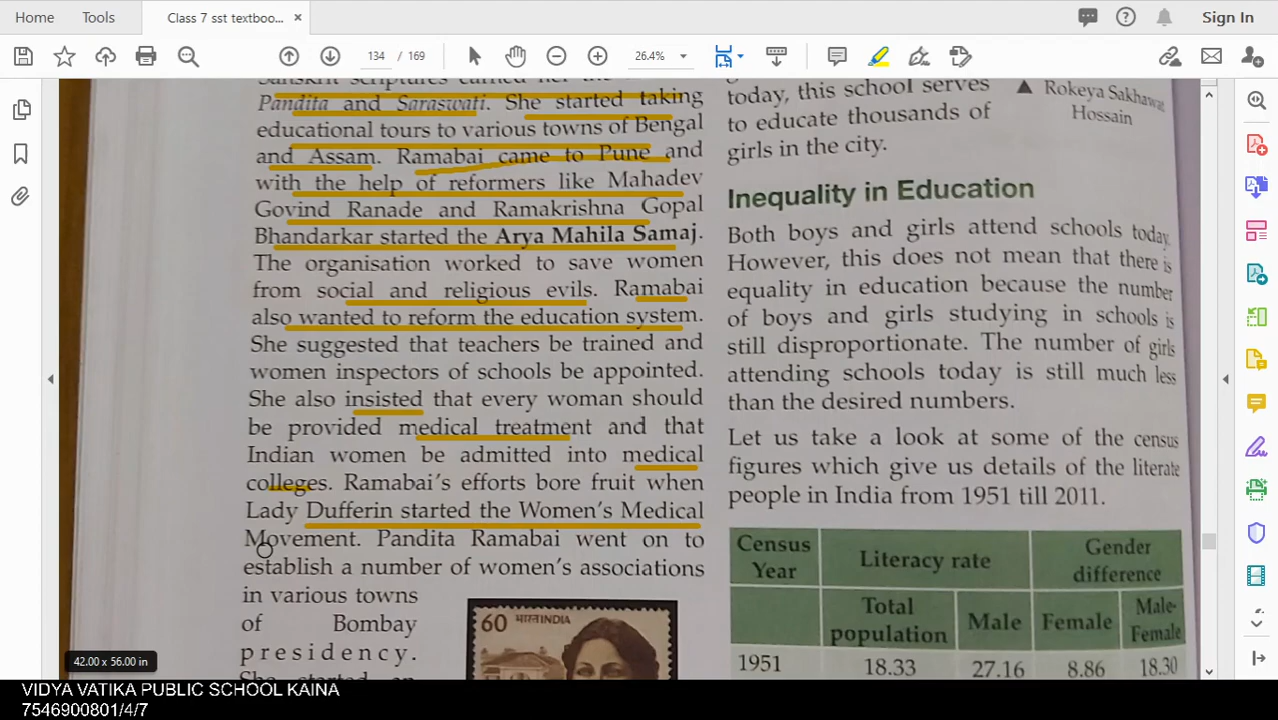 Home
Tools
Class 7 sst textboo...
Sign In
134 / 169
26.4%
Sanskrit scriptures earned her the
Pandita and Saraswati. She started taking
educational tours to various towns of Bengal
and Assam. Ramabai came to Pune and
with the help of reformers like Mahadev
Govind Ranade and Ramakrishna Gopal
Bhandarkar started the Arya Mahila Samaj.
The organisation worked to save women
from social and religious evils. Ramabai
also wanted to reform the education system.
She suggested that teachers be trained and
women inspectors of schools be appointed.
She also insisted that every woman should
be provided medical treatment and that
Indian women be admitted into medical
colleges. Ramabai's efforts bore fruit when
Lady Dufferin started the Women's Medical
Movement. Pandita Ramabai went on to
establish a number of women's associations
in various towns
of Bombay
presidency.
She started an
60 भारत INDIA
today, this school serves
to educate thousands of
girls in the city.
▲ Rokeya Sakhawat
Hossain
Inequality in Education
Both boys and girls attend schools today.
However, this does not mean that there is
equality in education because the number
of boys and girls studying in schools is
still disproportionate. The number of girls
attending schools today is still much less
than the desired numbers.
Let us take a look at some of the census
figures which give us details of the literate
people in India from 1951 till 2011.
Census Year Literacy rate Gender difference
Total population Male Female Male-Female
1951 18.33 27.16 8.86 18.30
42.00 x 56.00 in
VIDYA VATIKA PUBLIC SCHOOL KAINA
7546900801/4/7